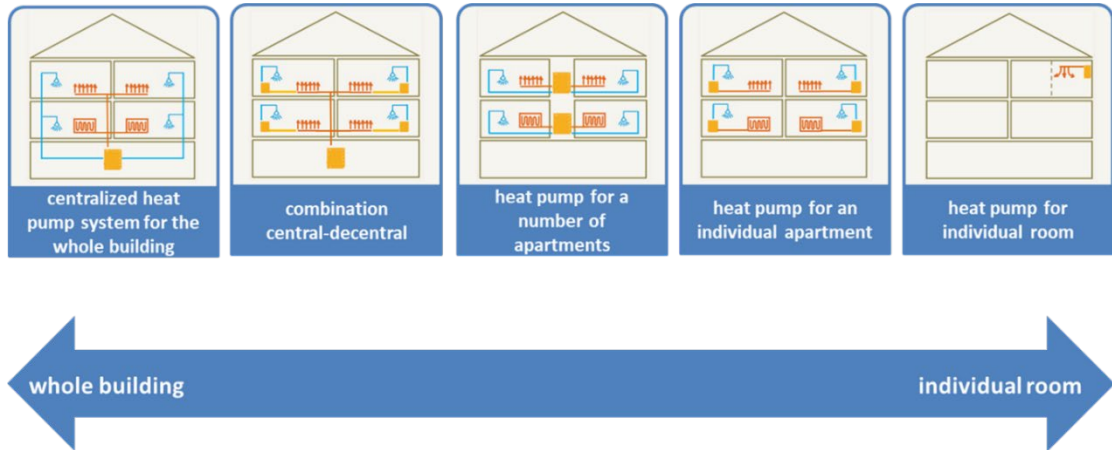 centralized heat
pump system for the
whole building
combination
central-decentral
heat pump for a
number of
apartments
heat pump for an
individual apartment
heat pump for
individual room
whole building
individual room